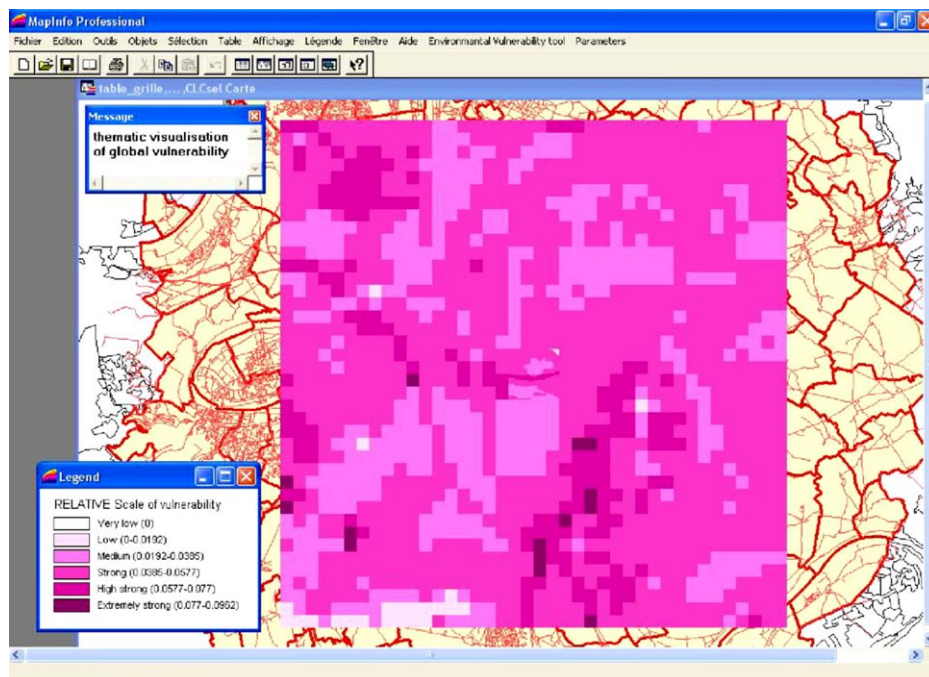 MapInfo Professional
Fichier Edition Outils Objets Sélection Table Affichage Légende Fenêtre Aide Environmantal Vulnerability tool Parameters
table_grille,... ,CLCsel Carte
Message
thematic visualisation
of global vulnerability
Legend
RELATIVE Scale of vulnerability
Very low (0)
Low (0-0.0192)
Medium (0.0192-0.0385)
Strong (0.0385-0.0577)
High strong (0.0577-0.077)
Extremely strong (0.077-0.0962)